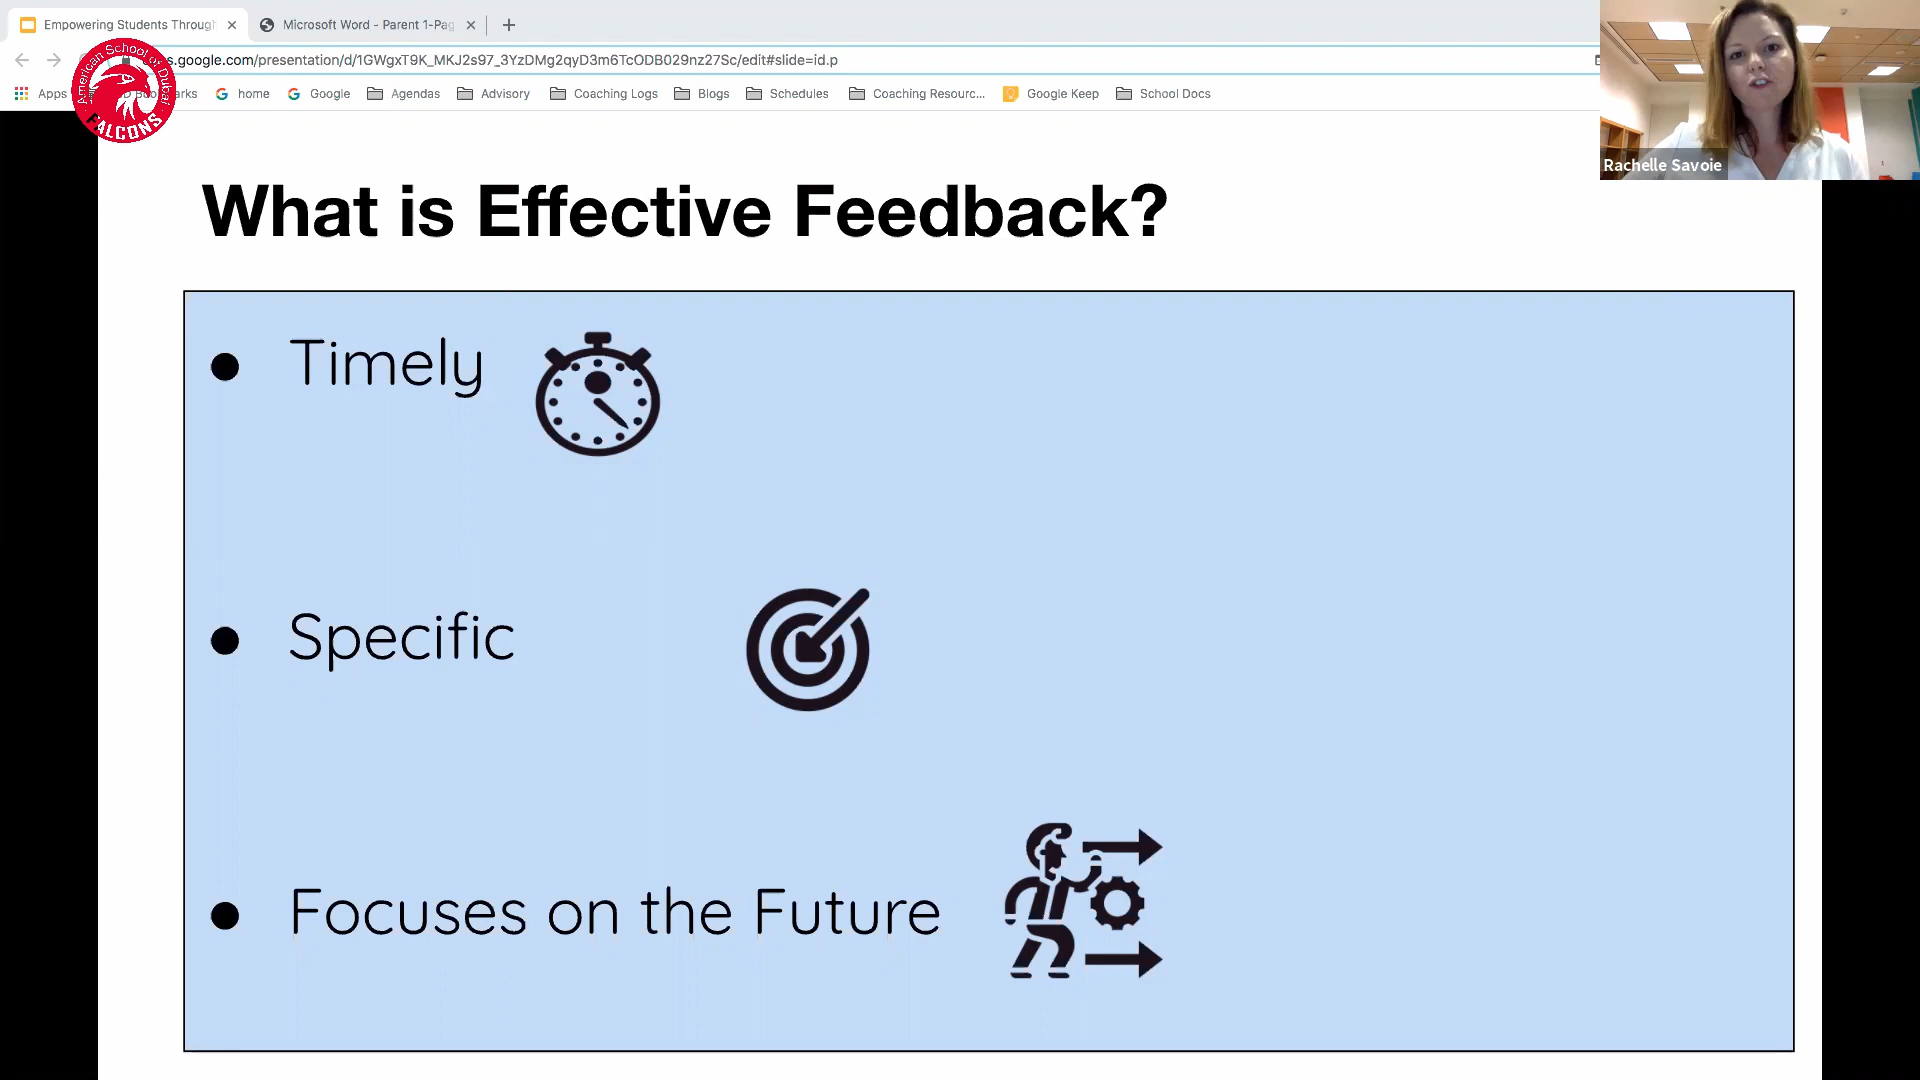 Empowering Students Through
Microsoft Word - Parent 1-Pag
s.google.com/presentation/d/1GWgxT9K_MKJ2s97_3YzDMg2qyD3m6TcODB029nz27Sc/edit#slide=id.p
Apps
home
Google
Agendas
Advisory
Coaching Logs
Blogs
Schedules
Coaching Resourc...
Google Keep
School Docs
American School of Dubai
FALCONS
Rachelle Savoie
What is Effective Feedback?
● Timely
● Specific
● Focuses on the Future